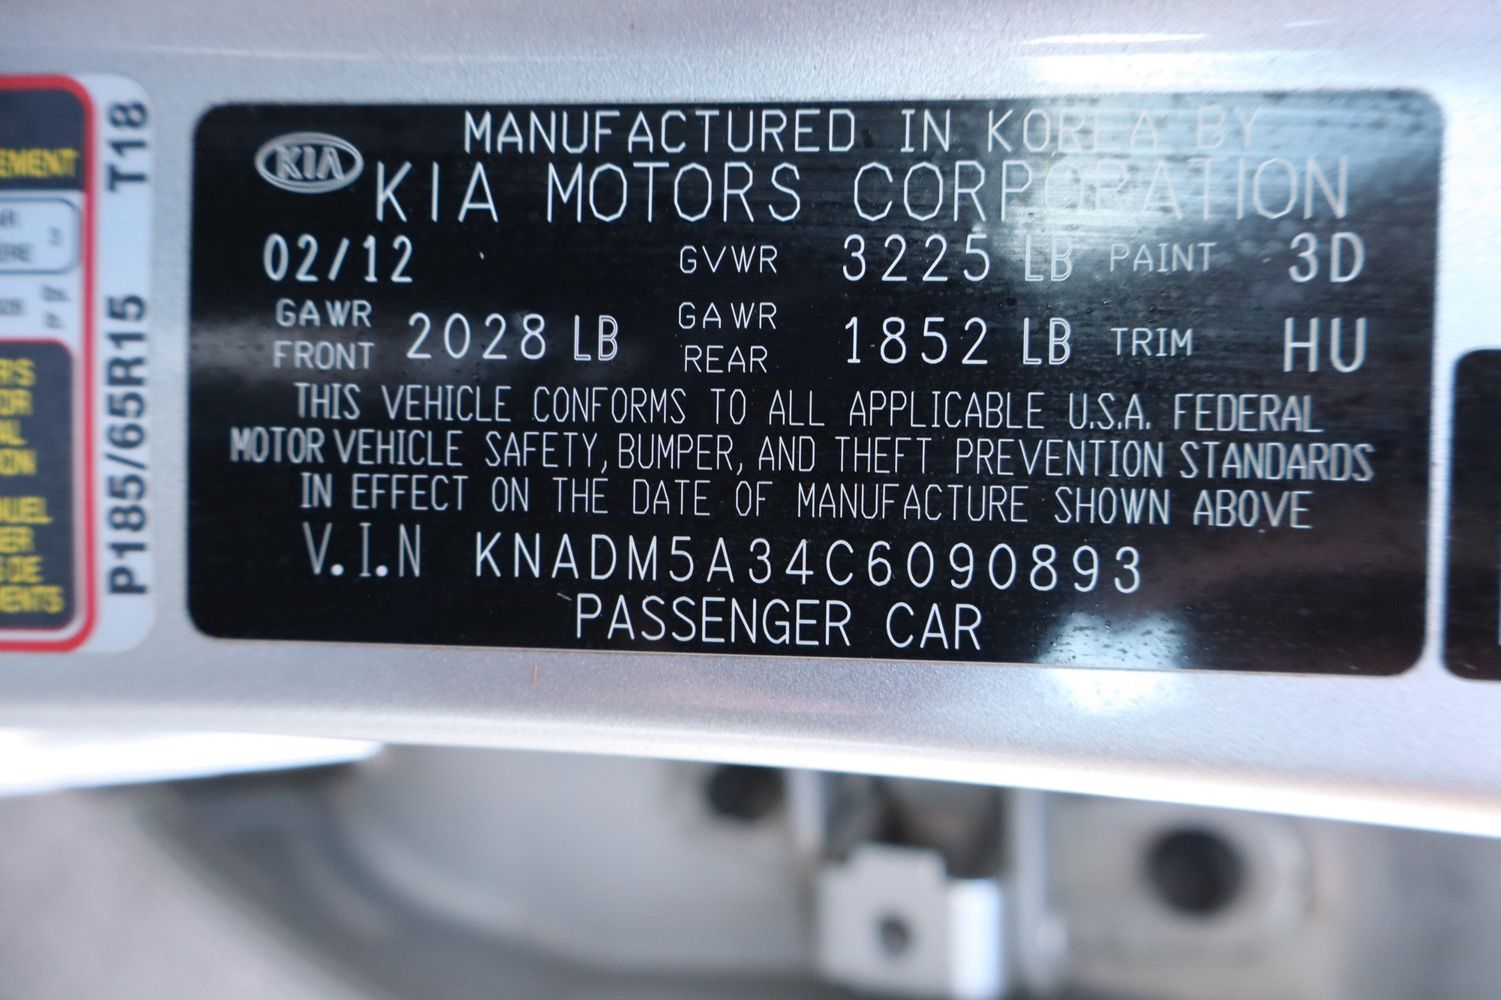 KIA
MANUFACTURED IN KOREA BY
KIA MOTORS CORPORATION
02/12 GVWR 3225 LB PAINT 3D
GAWR FRONT 2028 LB GAWR REAR 1852 LB TRIM HU
THIS VEHICLE CONFORMS TO ALL APPLICABLE U.S.A. FEDERAL
MOTOR VEHICLE SAFETY, BUMPER, AND THEFT PREVENTION STANDARDS
IN EFFECT ON THE DATE OF MANUFACTURE SHOWN ABOVE
V.I.N KNADM5A34C6090893
PASSENGER CAR
P185/65R15 T18